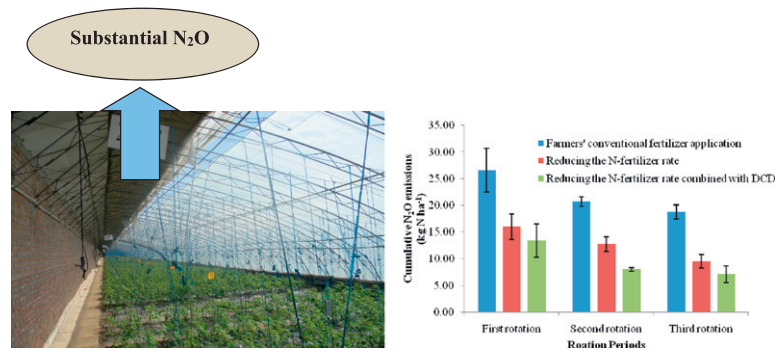 Substantial N₂O
35.00
30.00
25.00
20.00
15.00
10.00
5.00
0.00
Cumulative N₂O emissions
(kg N ha⁻¹)
Farmers' conventional fertilizer application
Reducing the N-fertilizer rate
Reducing the N-fertilizer rate combined with DCD
First rotation Second rotation Third rotation
Roation Periods